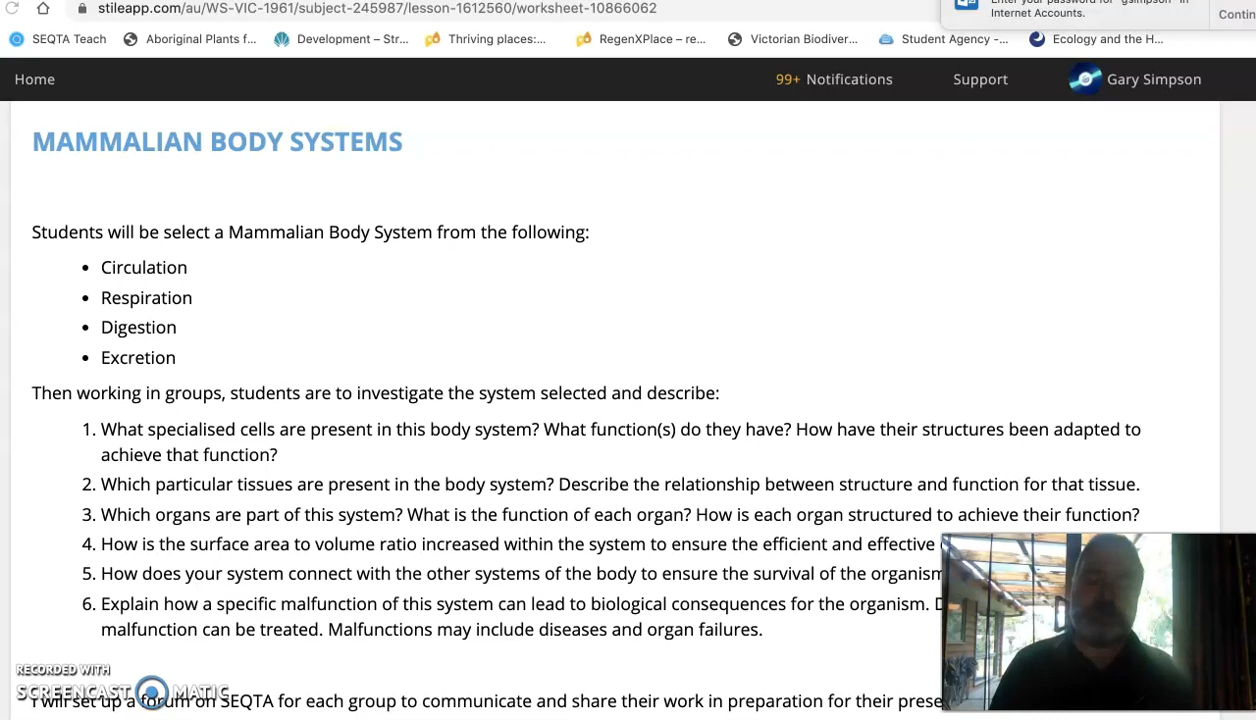 stileapp.com/au/WS-VIC-1961/subject-245987/lesson-1612560/worksheet-10866062
Internet Accounts.
Contin
SEQTA Teach Aboriginal Plants f... Development – Str... Thriving places:... RegenXPlace – re... Victorian Biodiver... Student Agency -... Ecology and the H...
Home 99+ Notifications Support Gary Simpson
MAMMALIAN BODY SYSTEMS
Students will be select a Mammalian Body System from the following:
• Circulation
• Respiration
• Digestion
• Excretion
Then working in groups, students are to investigate the system selected and describe:
1. What specialised cells are present in this body system? What function(s) do they have? How have their structures been adapted to
achieve that function?
2. Which particular tissues are present in the body system? Describe the relationship between structure and function for that tissue.
3. Which organs are part of this system? What is the function of each organ? How is each organ structured to achieve their function?
4. How is the surface area to volume ratio increased within the system to ensure the efficient and effective
5. How does your system connect with the other systems of the body to ensure the survival of the organism
6. Explain how a specific malfunction of this system can lead to biological consequences for the organism. D
malfunction can be treated. Malfunctions may include diseases and organ failures.
RECORDED WITH
SCREENCAST MATIC
I will set up a forum on SEQTA for each group to communicate and share their work in preparation for their prese